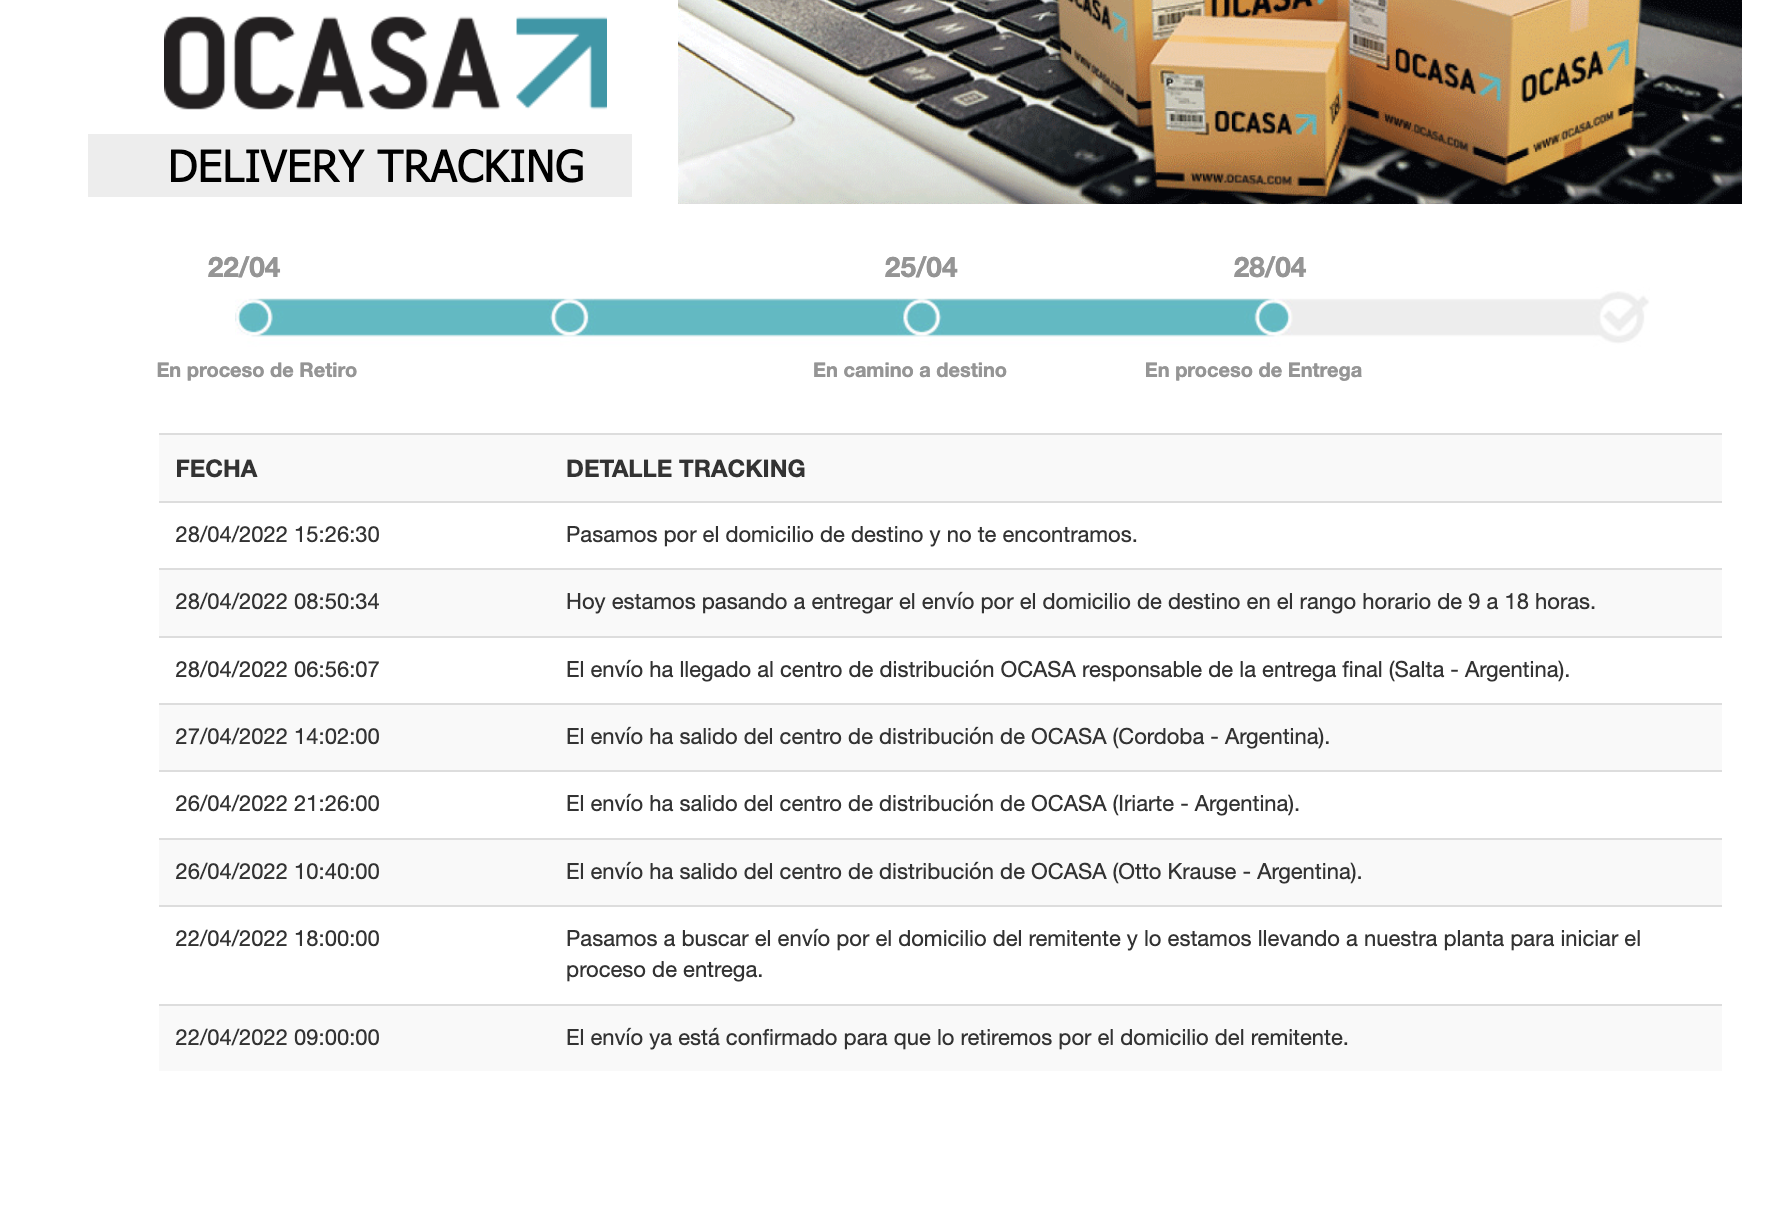 OCASA
DELIVERY TRACKING
OCASA
OCASA
OCASA
OCASA
OCASA
WWW.OCASA.COM
WWW.OCASA.COM
WWW.OCASA.COM
22/04
25/04
28/04
En proceso de Retiro
En camino a destino
En proceso de Entrega
FECHA DETALLE TRACKING
28/04/2022 15:26:30 Pasamos por el domicilio de destino y no te encontramos.
28/04/2022 08:50:34 Hoy estamos pasando a entregar el envío por el domicilio de destino en el rango horario de 9 a 18 horas.
28/04/2022 06:56:07 El envío ha llegado al centro de distribución OCASA responsable de la entrega final (Salta - Argentina).
27/04/2022 14:02:00 El envío ha salido del centro de distribución de OCASA (Cordoba - Argentina).
26/04/2022 21:26:00 El envío ha salido del centro de distribución de OCASA (Iriarte - Argentina).
26/04/2022 10:40:00 El envío ha salido del centro de distribución de OCASA (Otto Krause - Argentina).
22/04/2022 18:00:00 Pasamos a buscar el envío por el domicilio del remitente y lo estamos llevando a nuestra planta para iniciar el
proceso de entrega.
22/04/2022 09:00:00 El envío ya está confirmado para que lo retiremos por el domicilio del remitente.